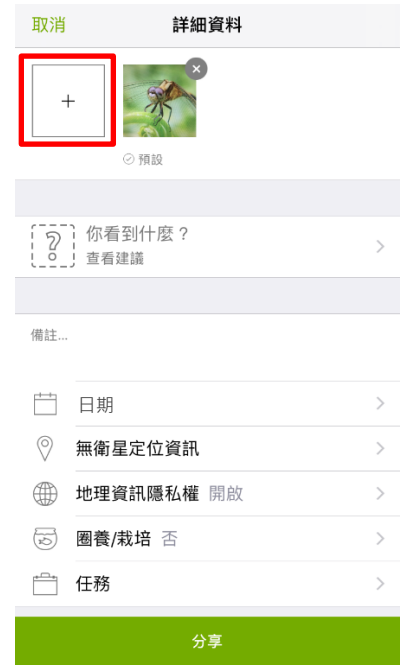 取消
詳細資料
+
預設
你看到什麼？
查看建議
備註...
日期
無衛星定位資訊
地理資訊隱私權 開啟
圈養/栽培 否
任務
分享